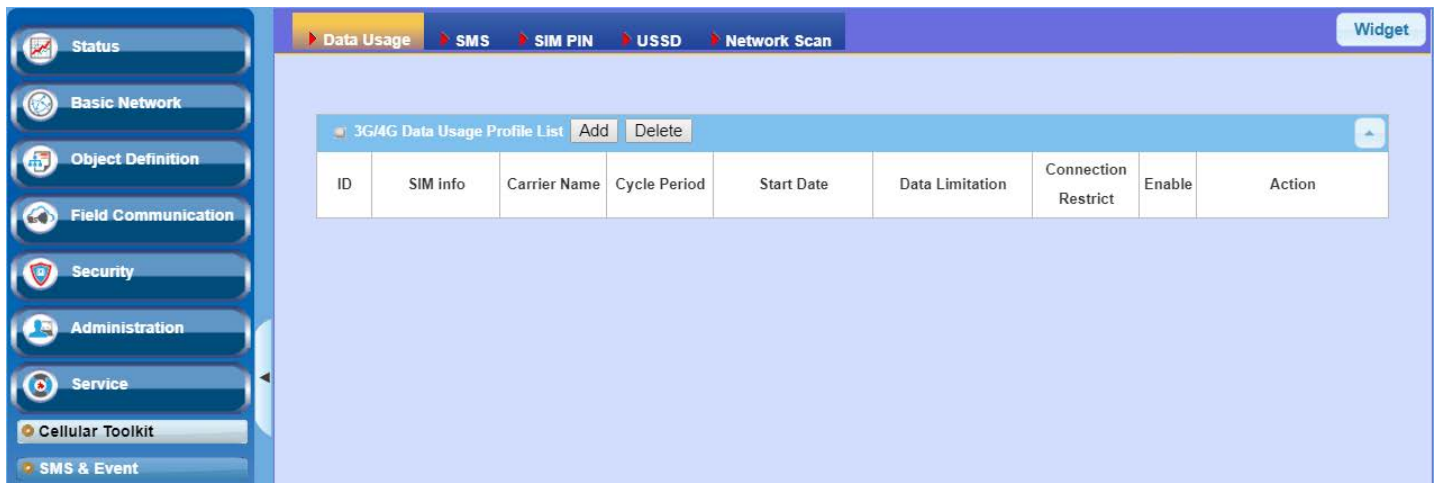 Status
Basic Network
Object Definition
Field Communication
Security
Administration
Service
Cellular Toolkit
SMS & Event
Data Usage SMS SIM PIN USSD Network Scan
Widget
3G/4G Data Usage Profile List Add Delete
ID SIM info Carrier Name Cycle Period Start Date Data Limitation Connection Restrict Enable Action